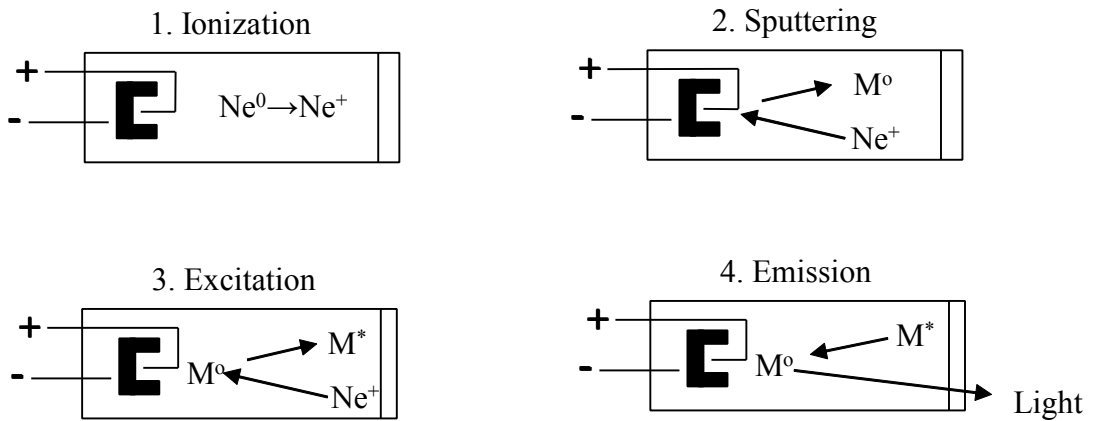 1. Ionization
+
-
Ne⁰→Ne⁺
2. Sputtering
+
-
Mº
Ne⁺
3. Excitation
+
-
M*
Mº
Ne⁺
4. Emission
+
-
M*
Mº
Light